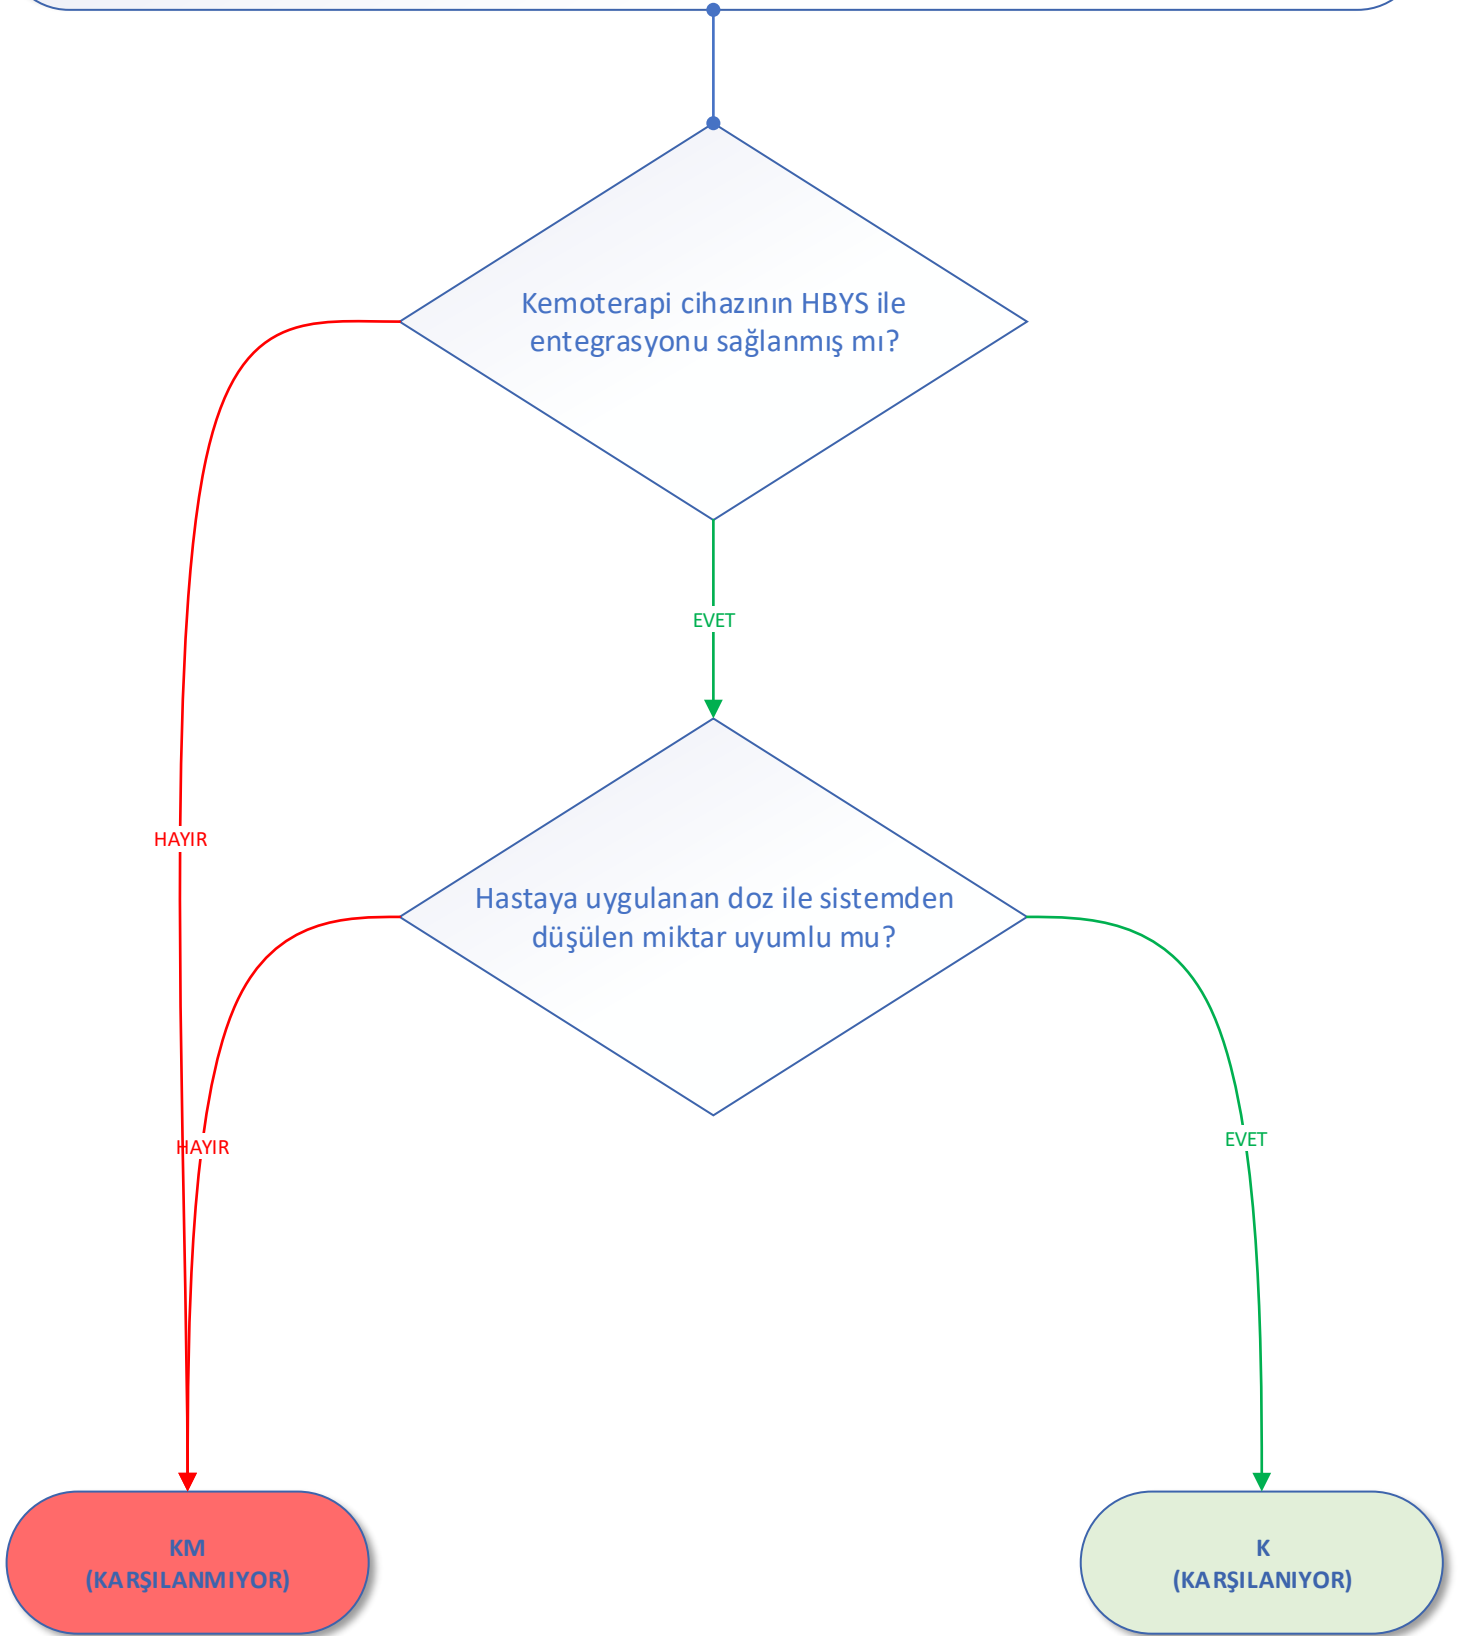 Kemoterapi cihazının HBYS ile
entegrasyonu sağlanmış mı?
EVET
HAYIR
Hastaya uygulanan doz ile sistemden
düşülen miktar uyumlu mu?
HAYIR
EVET
KM
(KARŞILANMIYOR)
K
(KARŞILANIYOR)